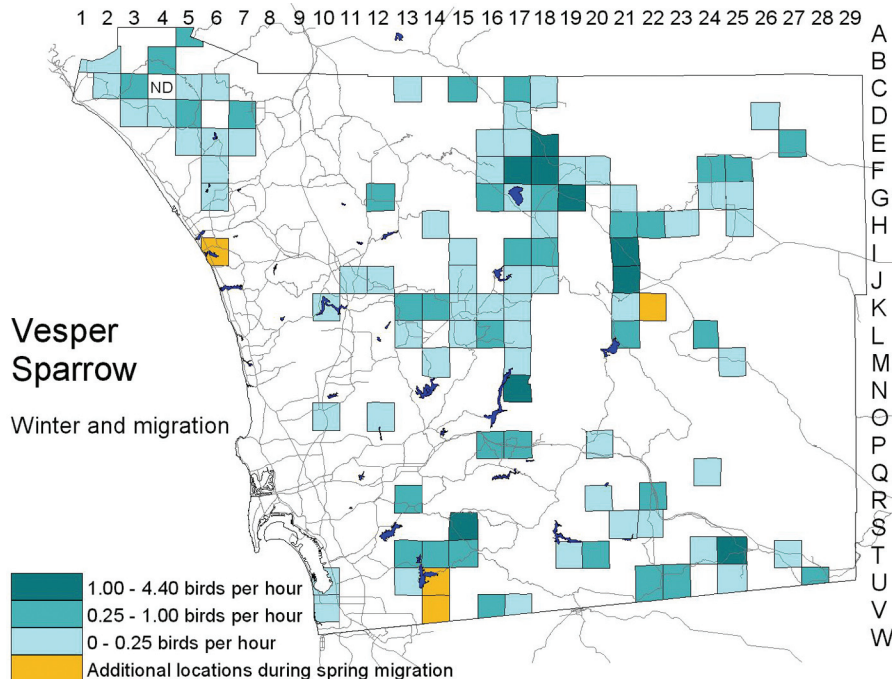 1 2 3 4 5 6 7 8 9 10 11 12 13 14 15 16 17 18 19 20 21 22 23 24 25 26 27 28 29
A
B
C
D
E
F
G
H
I
J
K
L
M
N
O
P
Q
R
S
T
U
V
W
ND
Vesper
Sparrow
Winter and migration
1.00 - 4.40 birds per hour
0.25 - 1.00 birds per hour
0 - 0.25 birds per hour
Additional locations during spring migration